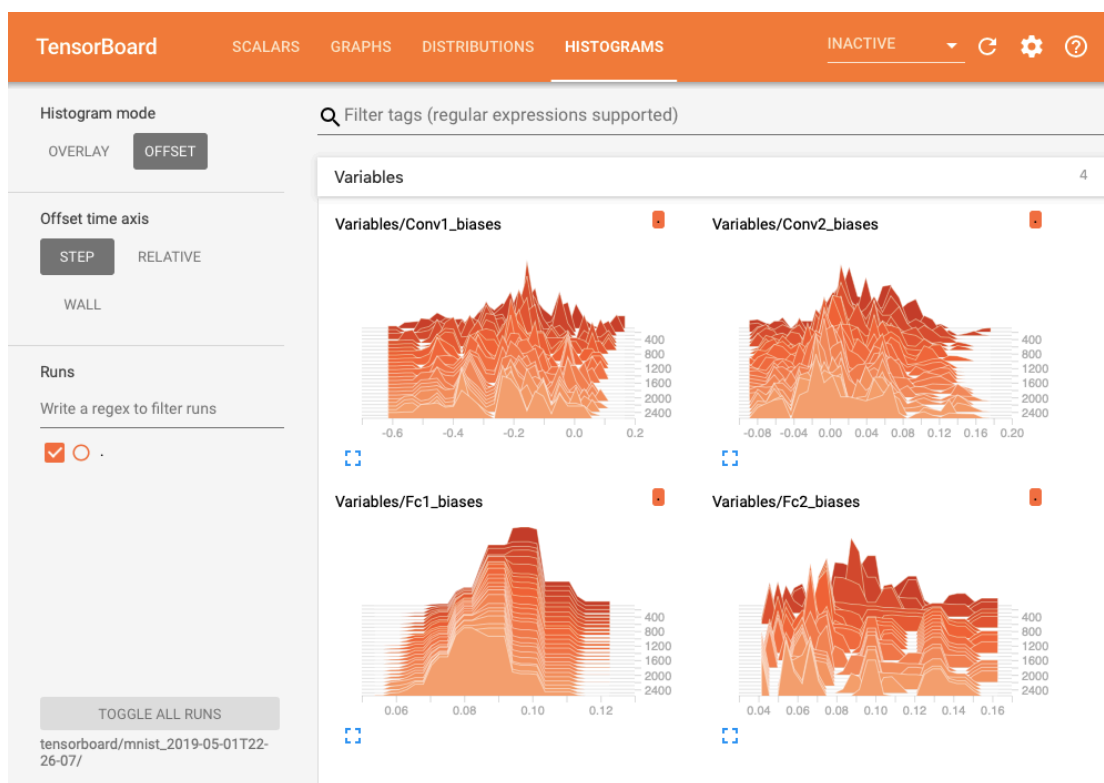 TensorBoard SCALARS GRAPHS DISTRIBUTIONS HISTOGRAMS INACTIVE
Histogram mode
OVERLAY OFFSET
Offset time axis
STEP RELATIVE
WALL
Runs
Write a regex to filter runs
.
TOGGLE ALL RUNS
tensorboard/mnist_2019-05-01T22-
26-07/
Filter tags (regular expressions supported)
Variables 4
Variables/Conv1_biases
400
800
1200
1600
2000
2400
-0.6 -0.4 -0.2 0.0 0.2
Variables/Conv2_biases
400
800
1200
1600
2000
2400
-0.08 -0.04 0.00 0.04 0.08 0.12 0.16 0.20
Variables/Fc1_biases
400
800
1200
1600
2000
2400
0.06 0.08 0.10 0.12
Variables/Fc2_biases
400
800
1200
1600
2000
2400
0.04 0.06 0.08 0.10 0.12 0.14 0.16